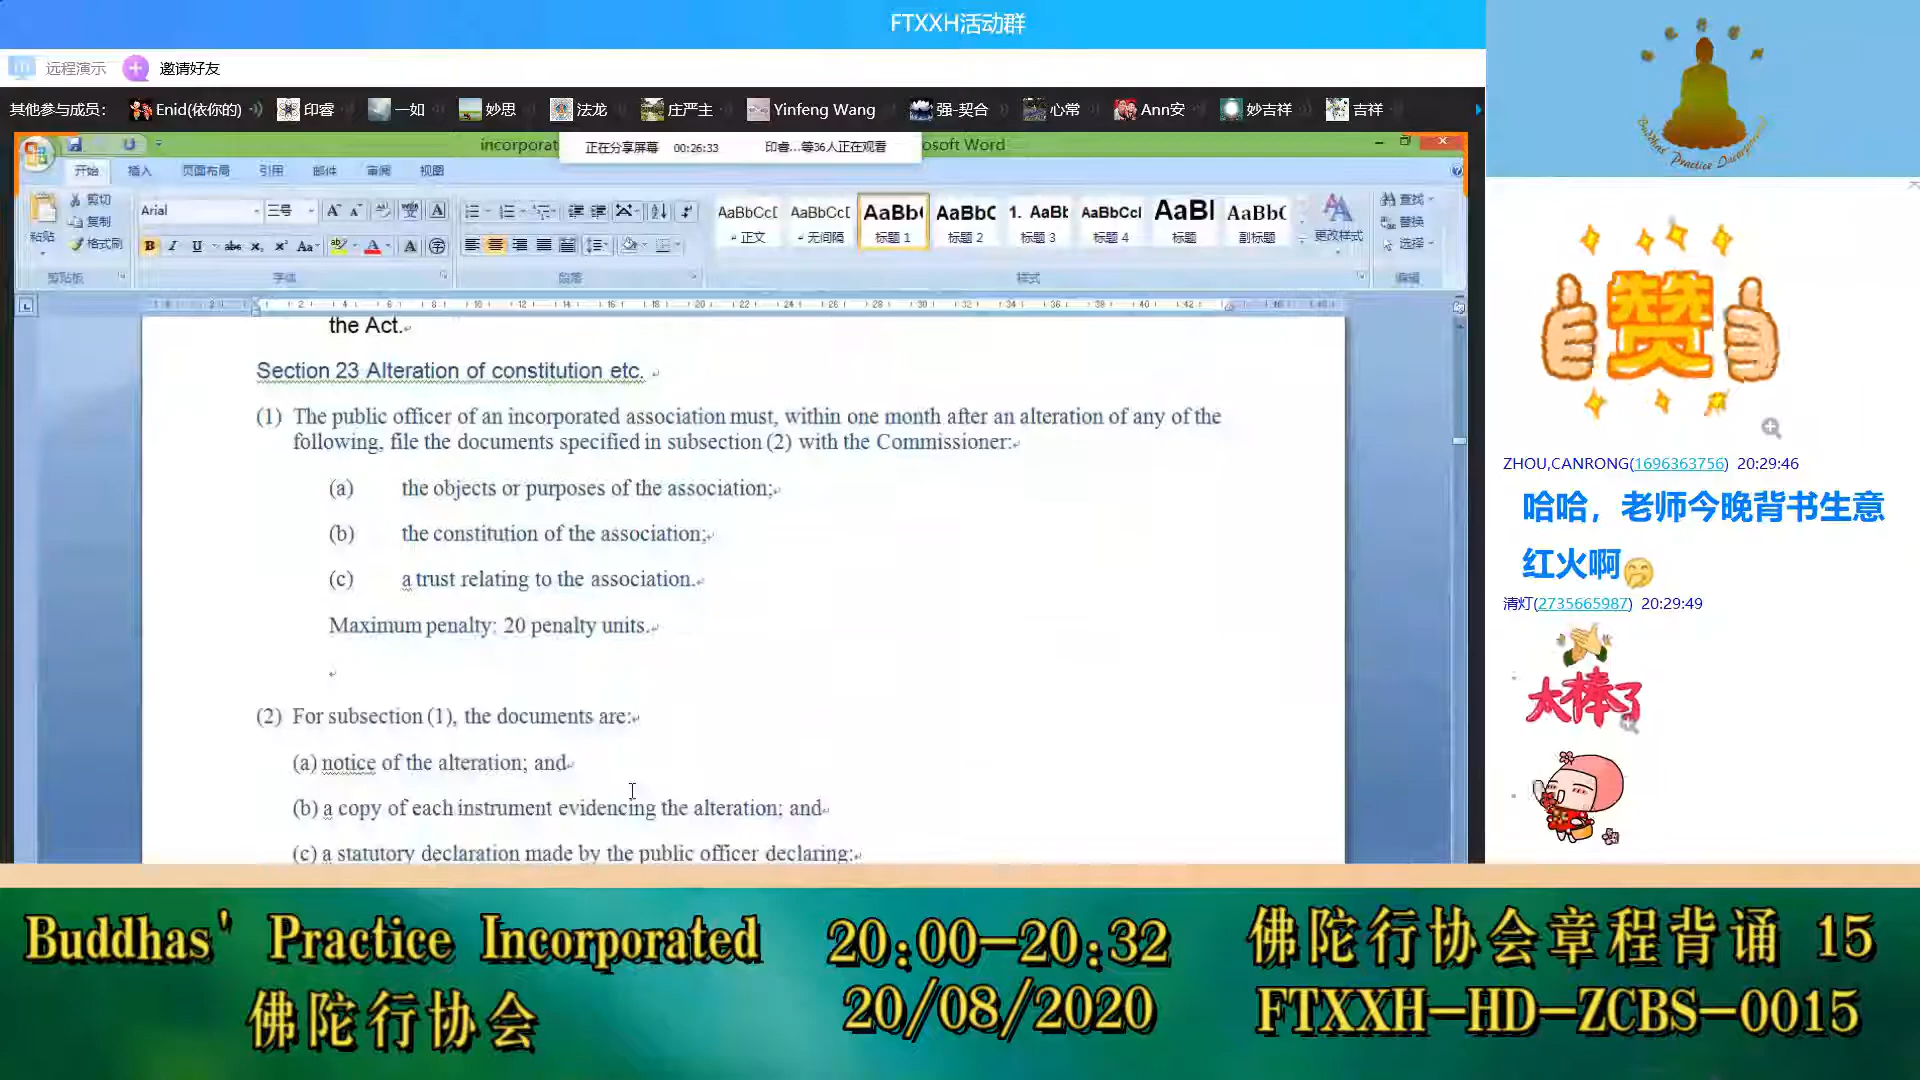 FTXXH活动群
远程演示 邀请好友
其他参与成员： Enid(依你的) 印睿 一如 妙思 法龙 庄严主 Yinfeng Wang 强-契合 心常 Ann安 妙吉祥 吉祥
incorporat
正在分享屏幕 00:26:33 印睿...等36人正在观看
osoft Word
开始 插入 页面布局 引用 邮件 审阅 视图
粘贴 剪切 复制 格式刷
Arial 三号
AaBbCcD AaBbCcD AaBb( AaBbC 1. AaBb AaBbCcI AaBl AaBb(
正文 无间隔 标题 1 标题 2 标题 3 标题 4 标题 副标题
更改样式
查找 替换 选择
剪贴板 字体 段落 样式 编辑
the Act.
Section 23 Alteration of constitution etc.
(1) The public officer of an incorporated association must, within one month after an alteration of any of the
following, file the documents specified in subsection (2) with the Commissioner:
(a) the objects or purposes of the association;
(b) the constitution of the association;
(c) a trust relating to the association.
Maximum penalty: 20 penalty units.
(2) For subsection (1), the documents are:
(a) notice of the alteration; and
(b) a copy of each instrument evidencing the alteration; and
(c) a statutory declaration made by the public officer declaring:
Buddhas' Practice Incorporated
赞
ZHOU,CANRONG(1696363756) 20:29:46
哈哈，老师今晚背书生意
红火啊
清灯(2735665987) 20:29:49
太棒了
Buddhas' Practice Incorporated
佛陀行协会
20:00—20:32
20/08/2020
佛陀行协会章程背诵 15
FTXXH—HD—ZCBS—0015